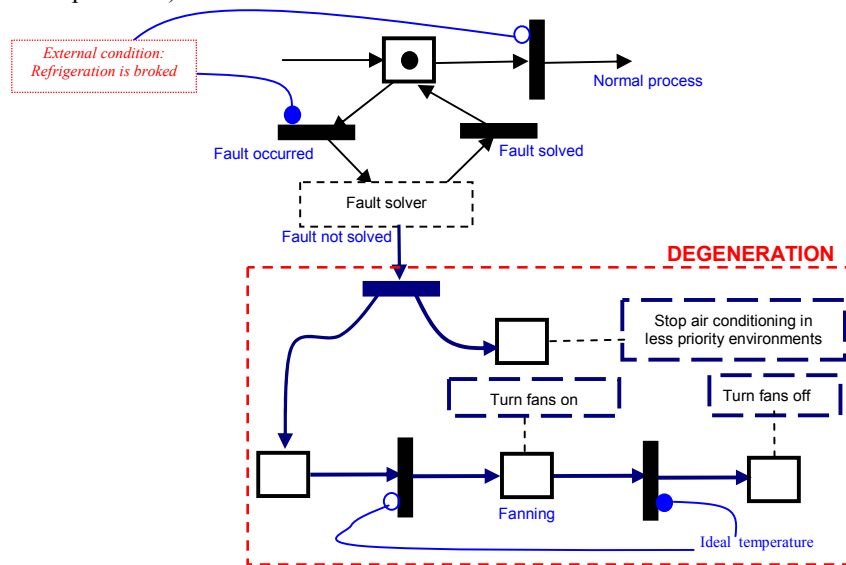 External condition:
Refrigeration is broked
Normal process
Fault occurred
Fault solved
Fault solver
Fault not solved
DEGENERATION
Stop air conditioning in
less priority environments
Turn fans on
Turn fans off
Fanning
Ideal temperature